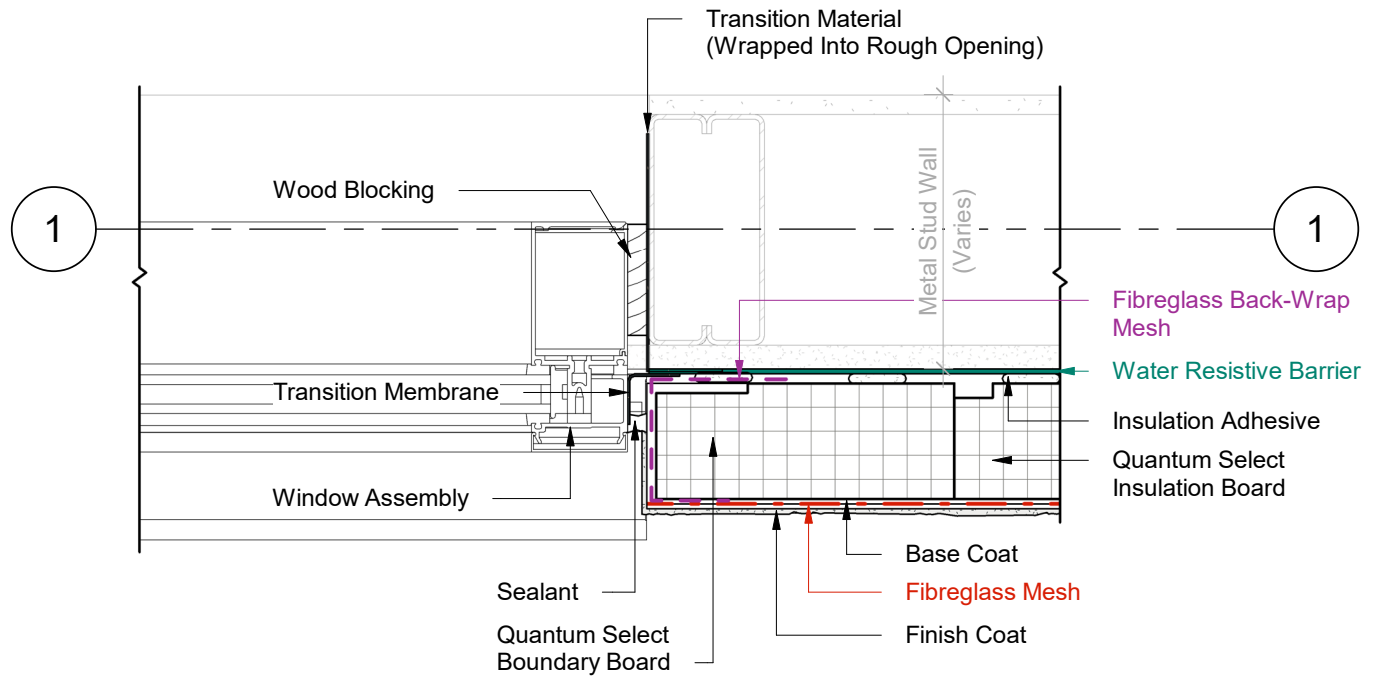 Transition Material
(Wrapped Into Rough Opening)
Wood Blocking
1
1
Metal Stud Wall
(Varies)
Fibreglass Back-Wrap
Mesh
Water Resistive Barrier
Transition Membrane
Insulation Adhesive
Quantum Select
Insulation Board
Window Assembly
Base Coat
Sealant
Fibreglass Mesh
Quantum Select
Boundary Board
Finish Coat